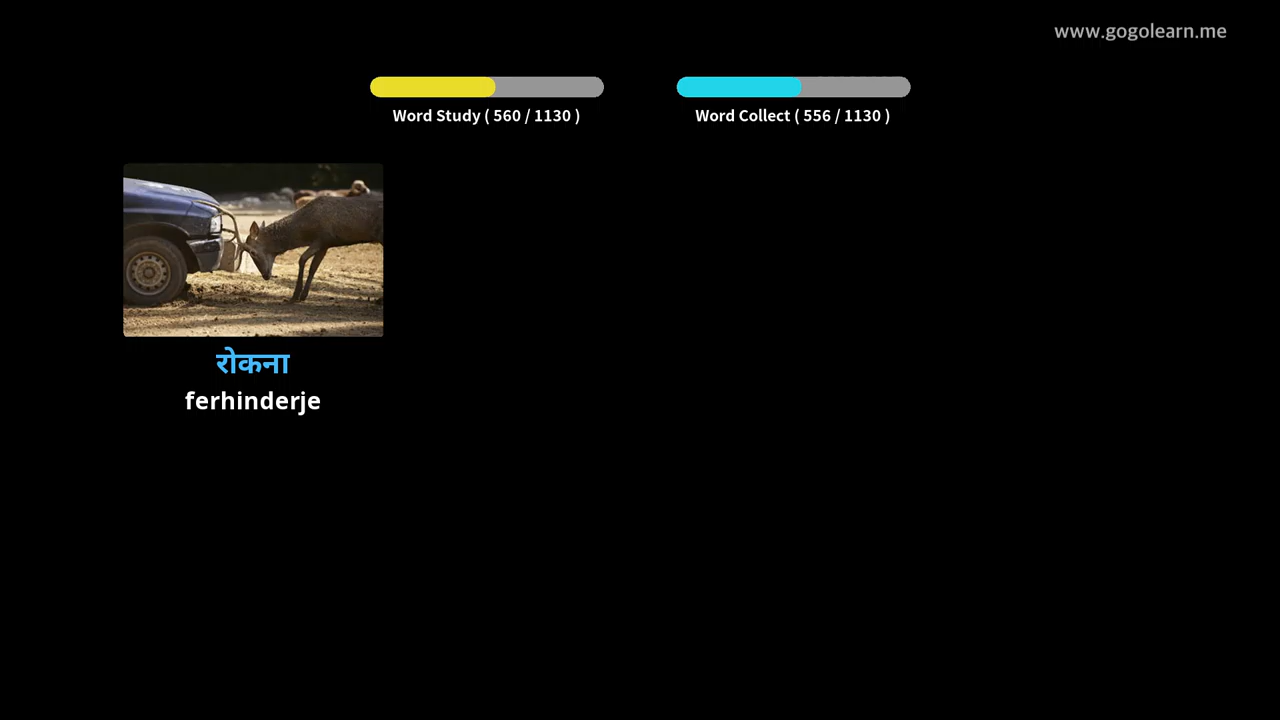 www.gogolearn.me
Word Study ( 560 / 1130 )
Word Collect ( 556 / 1130 )
रोकना
ferhinderje